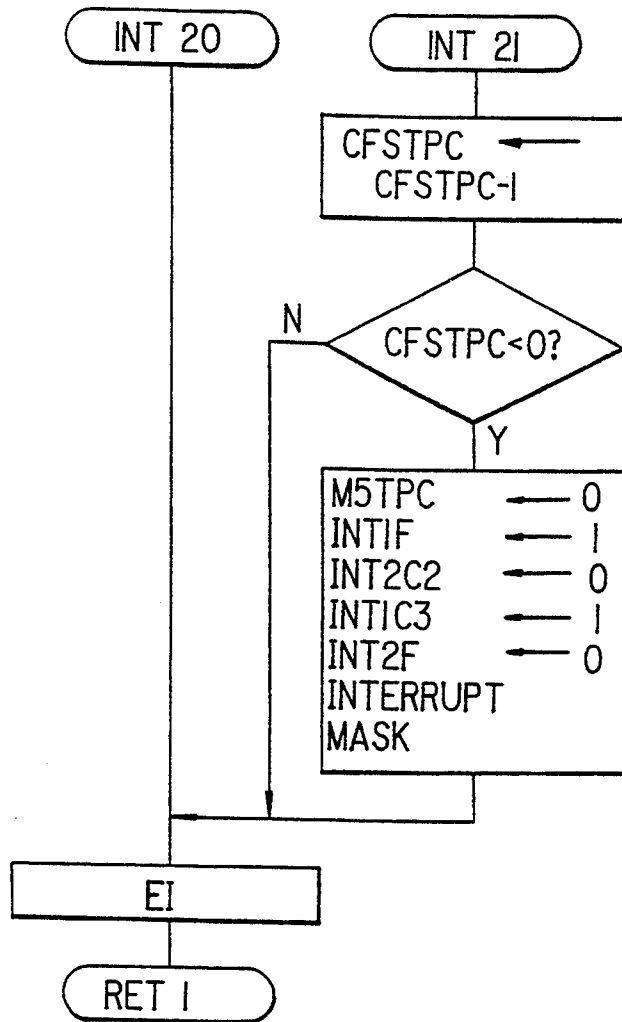 INT 20
INT 21
CFSTPC ←
CFSTPC-1
N
CFSTPC<0?
Y
M5TPC ← 0
INT1F ← 1
INT2C2 ← 0
INT1C3 ← 1
INT2F ← 0
INTERRUPT
MASK
EI
RET 1